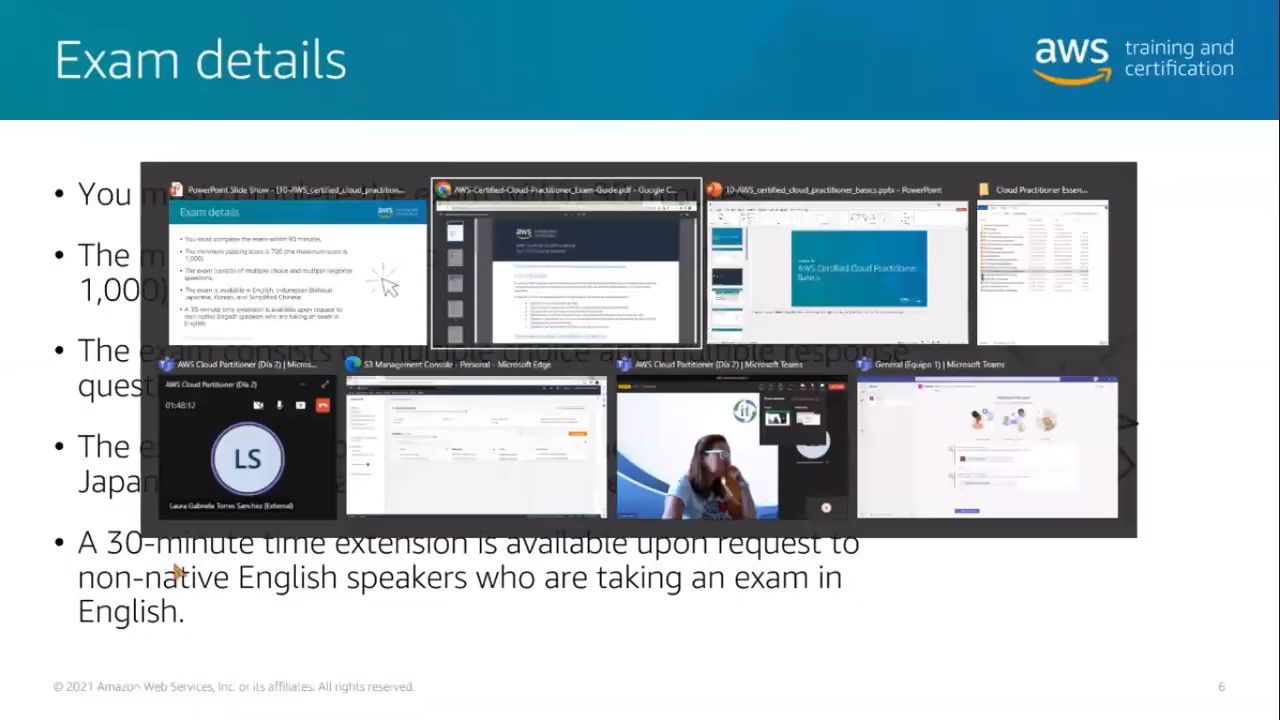 Exam details
aws training and certification
• You m
• The m
1,000)
• The exam consists of multiple choice and multiple response
quest
• The e
Japan
• A 30-minute time extension is available upon request to
non-native English speakers who are taking an exam in
English.
PowerPoint Slide Show - [10-AWS_certified_cloud_practition...
AWS-Certified-Cloud-Practitioner_Exam-Guide.pdf - Google C...
10-AWS_certified_cloud_practitioner_basics.pptx - PowerPoint
Cloud Practitioner Essen...
Exam details
aws
• You must complete the exam within 90 minutes.
• The minimum passing score is 700 (the maximum score is
1,000).
• The exam consists of multiple choice and multiple response
questions.
• The exam is available in English, Indonesian (Bahasa)
Japanese, Korean, and Simplified Chinese
• A 30-minute time extension is available upon request to
non-native English speakers who are taking an exam in
English.
aws
AWS Certified Cloud Practitioner
Basics
AWS Cloud Partitioner (Día 2) | Micros...
S3 Management Console - Personal - Microsoft Edge
AWS Cloud Partitioner (Día 2) | Microsoft Teams
General (Equipo 1) | Microsoft Teams
AWS Cloud Partitioner (Día 2)
01:48:12
LS
Laura Gabriela Torres Sanchez (External)
fit
© 2021 Amazon Web Services, Inc. or its affiliates. All rights reserved.
6